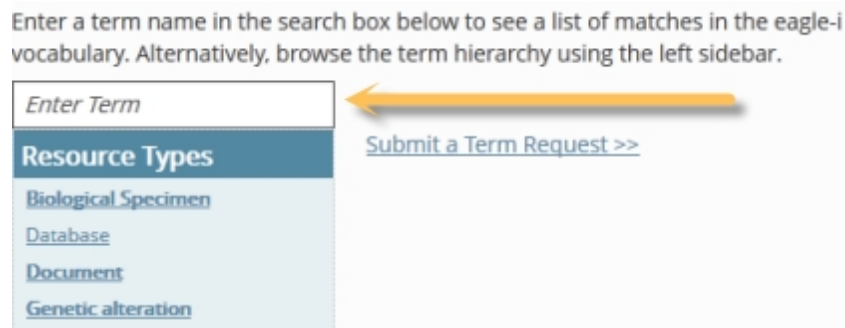 Enter a term name in the search box below to see a list of matches in the eagle-i
vocabulary. Alternatively, browse the term hierarchy using the left sidebar.
Enter Term
Submit a Term Request >>
Resource Types
Biological Specimen
Database
Document
Genetic alteration